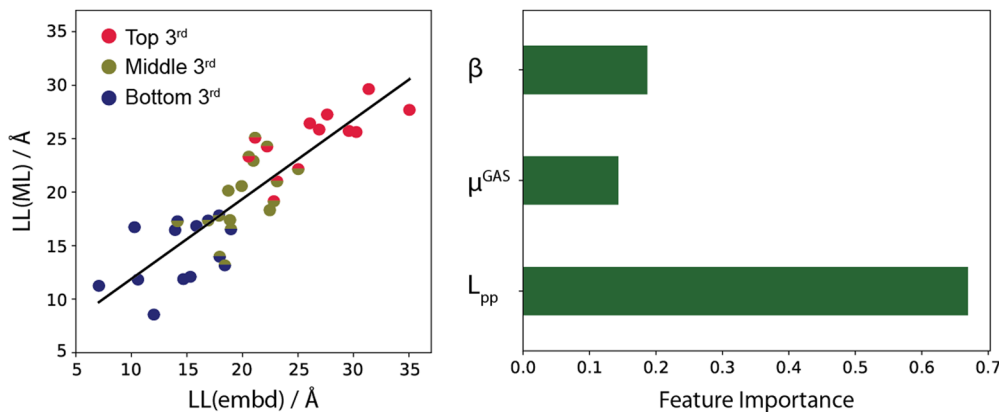 35
30
25
20
15
10
5
LL(ML) / Å
Top 3rd
Middle 3rd
Bottom 3rd
5
10
15
20
25
30
35
LL(embd) / Å
β
μGAS
Lpp
0.0
0.1
0.2
0.3
0.4
0.5
0.6
0.7
Feature Importance